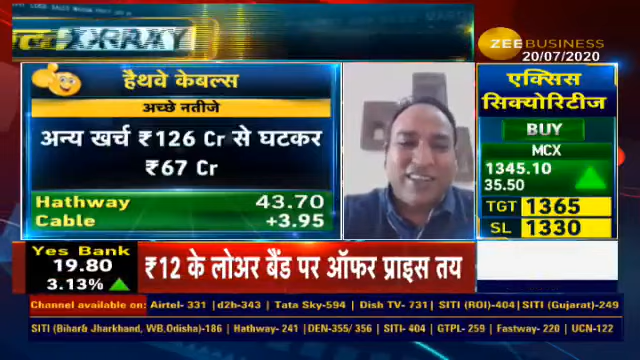 ZEE BUSINESS
20/07/2020
हैथवे केबल्स
अच्छे नतीजे
अन्य खर्च ₹126 Cr से घटकर
₹67 Cr
Hathway 43.70
Cable +3.95
एक्सिस
सिक्योरिटीज
BUY
MCX
1345.10
35.50
TGT 1365
SL 1330
Yes Bank
19.80
3.13%
₹12 के लोअर बैंड पर ऑफर प्राइस तय
Channel available on: Airtel- 331 |d2h-343 | Tata Sky-594 | Dish TV- 731| SITI (ROI)-404| SITI (Gujarat)-249
SITI (Bihar& Jharkhand, WB,Odisha)-186 | Hathway- 241 |DEN-355/ 356 | SITI- 404 | GTPL- 259 | Fastway- 220 | UCN-122